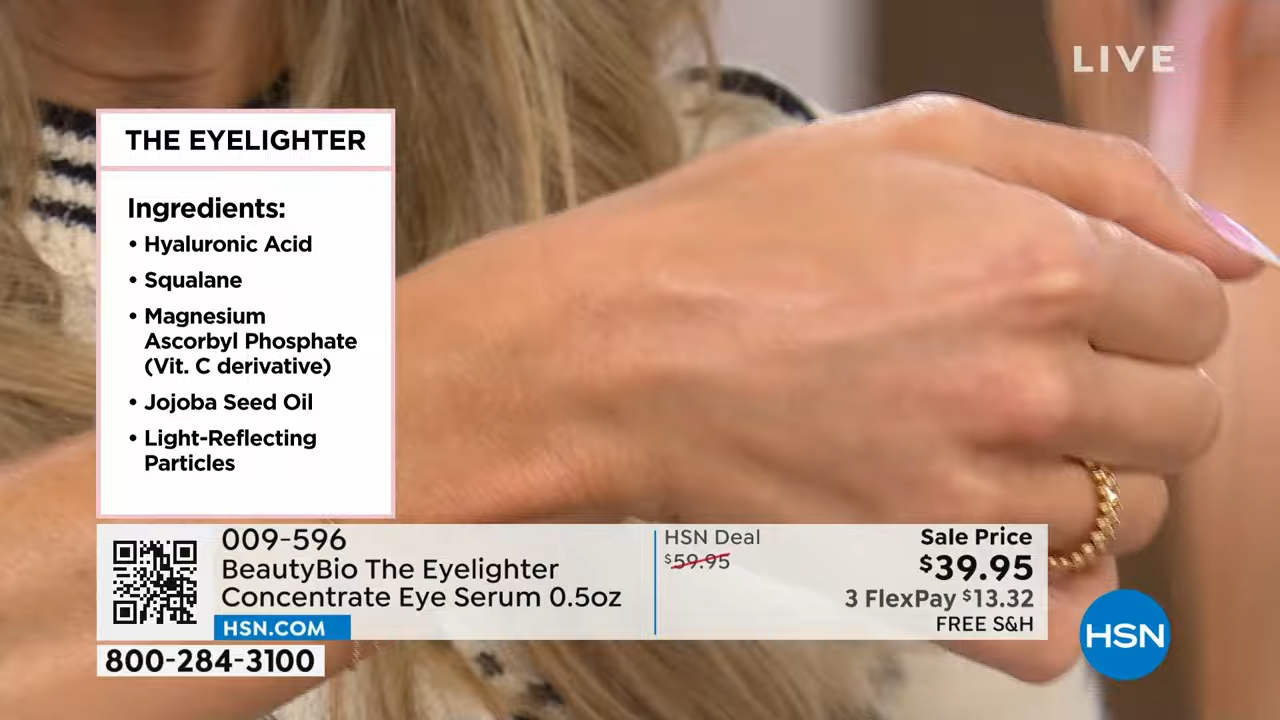 LIVE
THE EYELIGHTER
Ingredients:
• Hyaluronic Acid
• Squalane
• Magnesium
Ascorbyl Phosphate
(Vit. C derivative)
• Jojoba Seed Oil
• Light-Reflecting
Particles
009-596
BeautyBio The Eyelighter
Concentrate Eye Serum 0.5oz
HSN.COM
800-284-3100
HSN Deal
$59.95
Sale Price
$39.95
3 FlexPay $13.32
FREE S&H
HSN